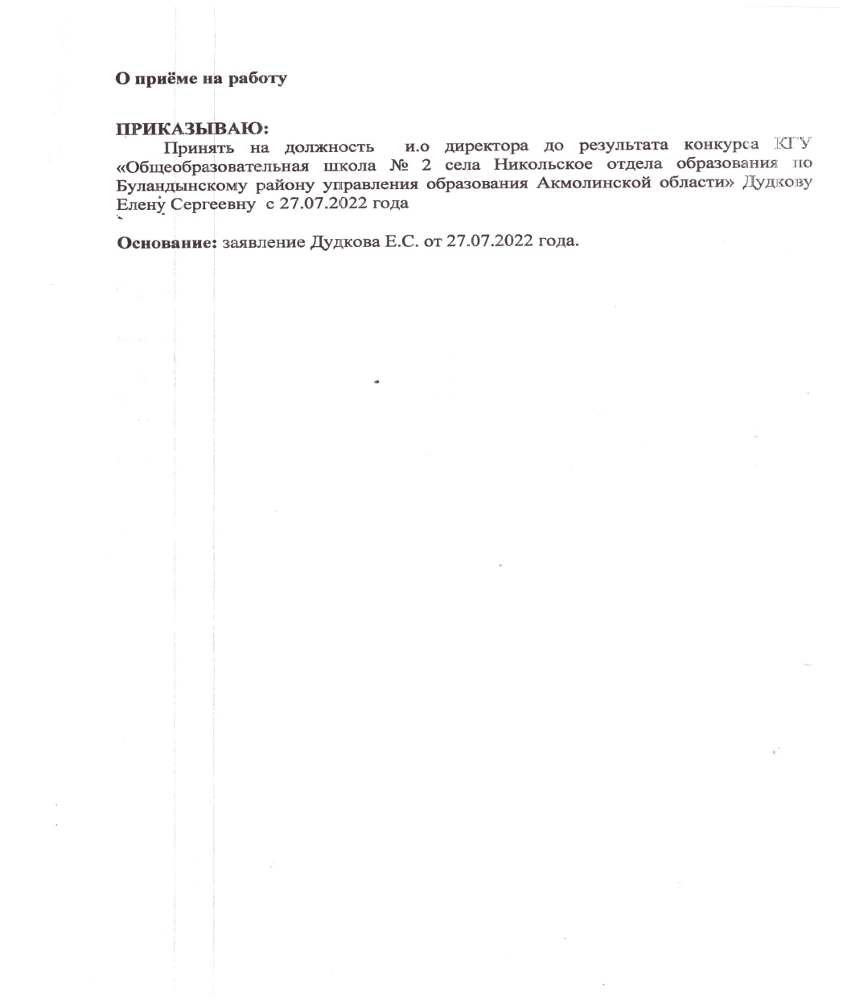 О приёме на работу
ПРИКАЗЫВАЮ:
Принять на должность и.о директора до результата конкурса КГУ
«Общеобразовательная школа № 2 села Никольское отдела образования по
Буландынскому району управления образования Акмолинской области» Дудкову
Елену Сергеевну с 27.07.2022 года
Основание: заявление Дудкова Е.С. от 27.07.2022 года.